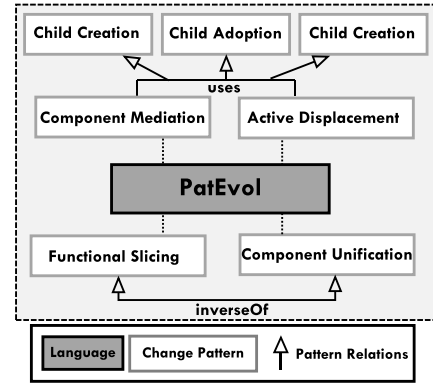 Child Creation Child Adoption Child Creation
uses
Component Mediation Active Displacement
PatEvol
Functional Slicing Component Unification
inverseOf
Language Change Pattern Pattern Relations